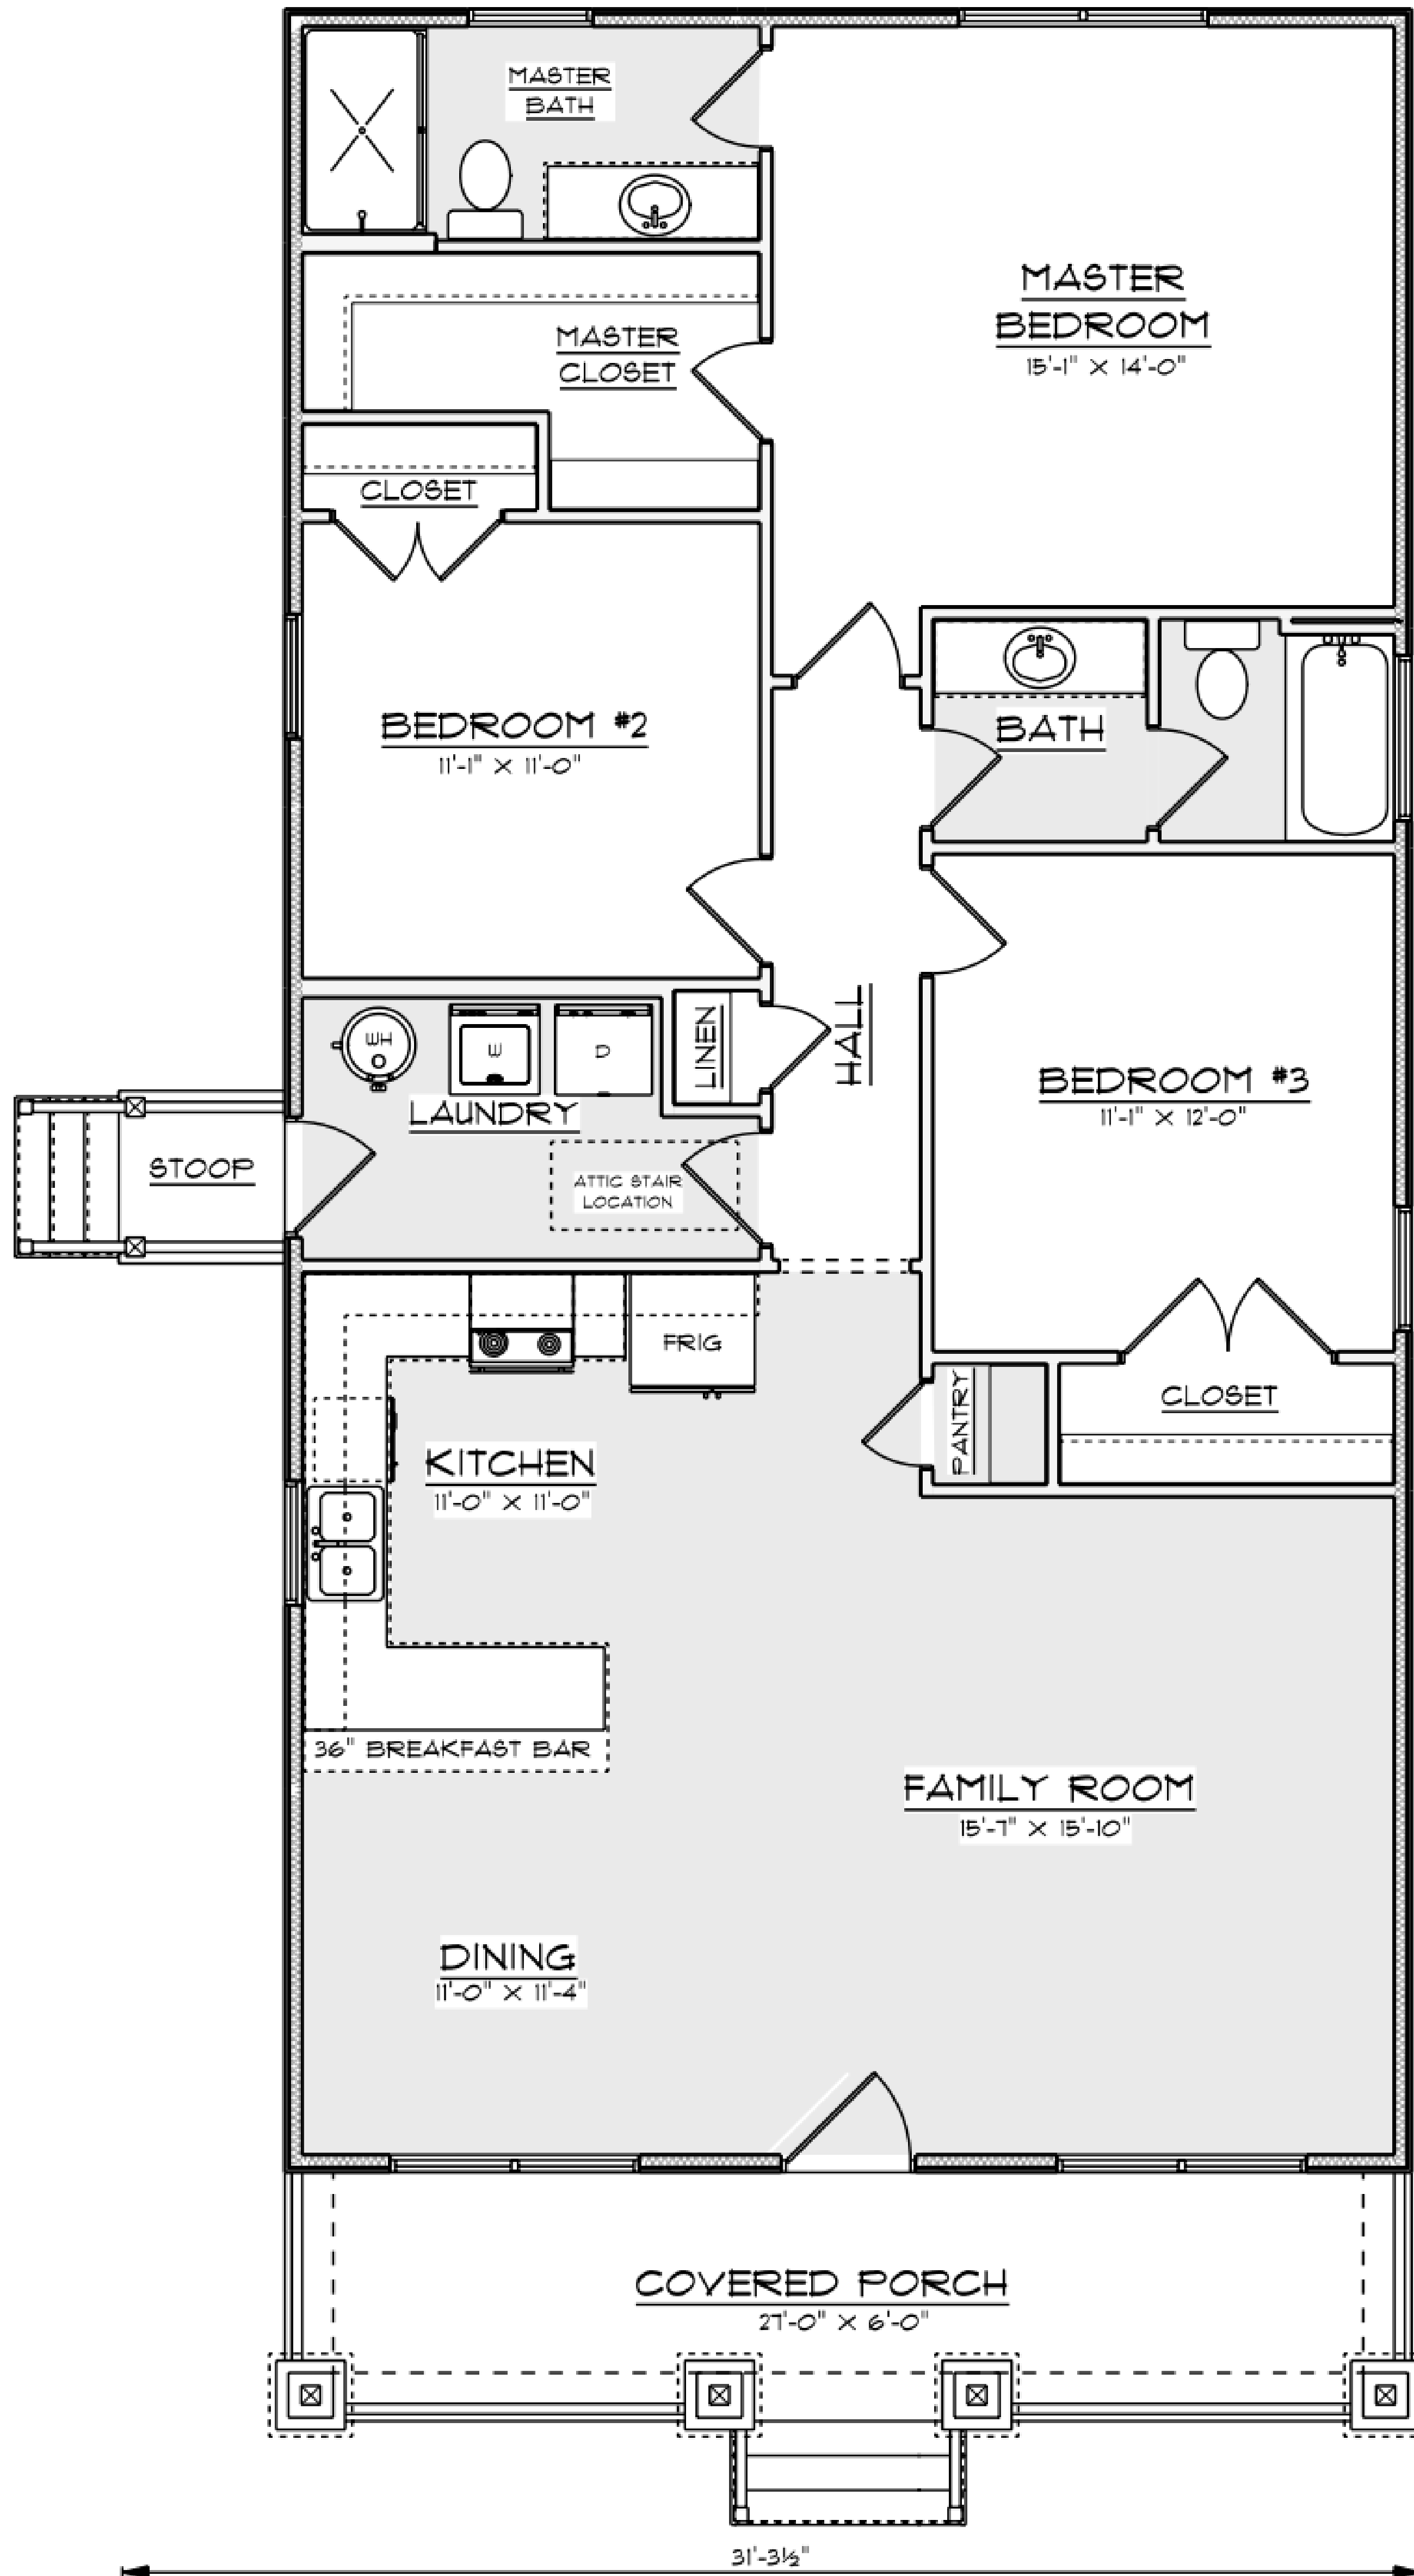 MASTER
BATH
MASTER
BEDROOM
15'-1" X 14'-0"
MASTER
CLOSET
CLOSET
BEDROOM #2
11'-1" X 11'-0"
BATH
LINEN
HALL
WH
W
D
LAUNDRY
BEDROOM #3
11'-1" X 12'-0"
STOOP
ATTIC STAIR
LOCATION
FRIG
PANTRY
CLOSET
KITCHEN
11'-0" X 11'-0"
36" BREAKFAST BAR
FAMILY ROOM
15'-7" X 15'-10"
DINING
11'-0" X 11'-4"
COVERED PORCH
27'-0" X 6'-0"
31'-3½"